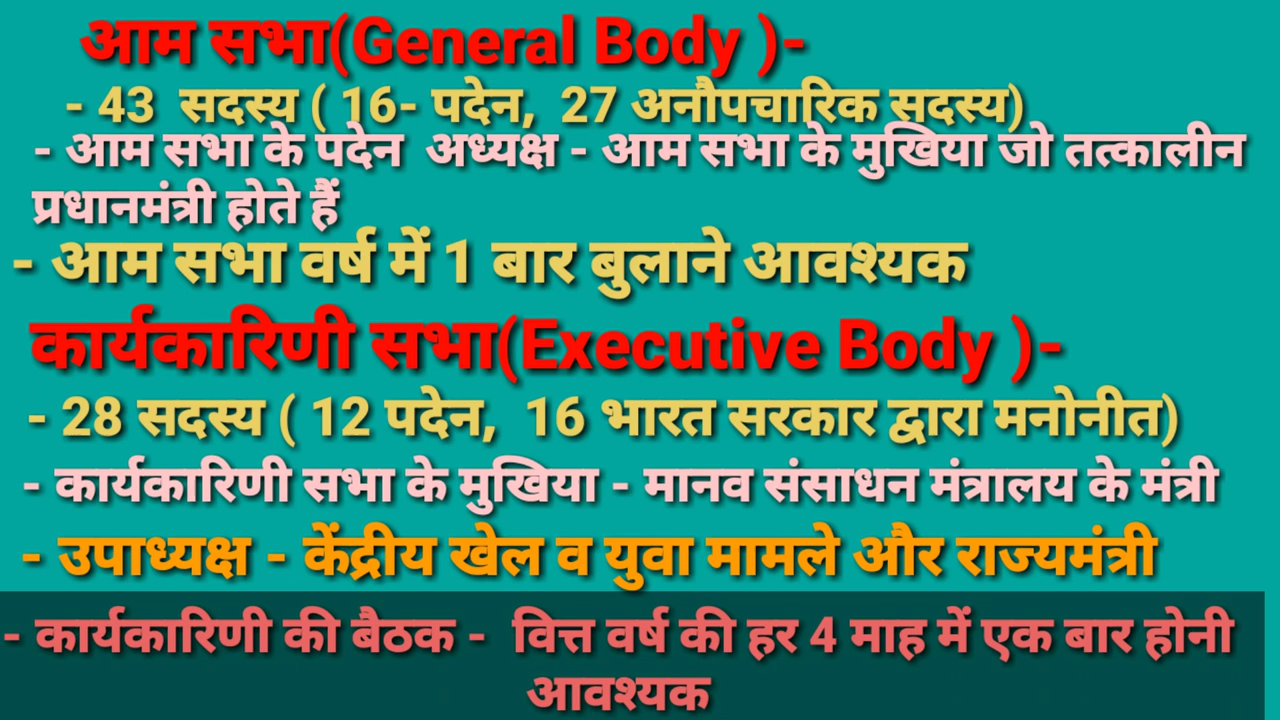 आम सभा(General Body )-
- 43 सदस्य ( 16- पदेन, 27 अनौपचारिक सदस्य)
- आम सभा के पदेन अध्यक्ष - आम सभा के मुखिया जो तत्कालीन
प्रधानमंत्री होते हैं
- आम सभा वर्ष में 1 बार बुलाने आवश्यक
कार्यकारिणी सभा(Executive Body )-
- 28 सदस्य ( 12 पदेन, 16 भारत सरकार द्वारा मनोनीत)
- कार्यकारिणी सभा के मुखिया - मानव संसाधन मंत्रालय के मंत्री
- उपाध्यक्ष - केंद्रीय खेल व युवा मामले और राज्यमंत्री
- कार्यकारिणी की बैठक - वित्त वर्ष की हर 4 माह में एक बार होनी
आवश्यक